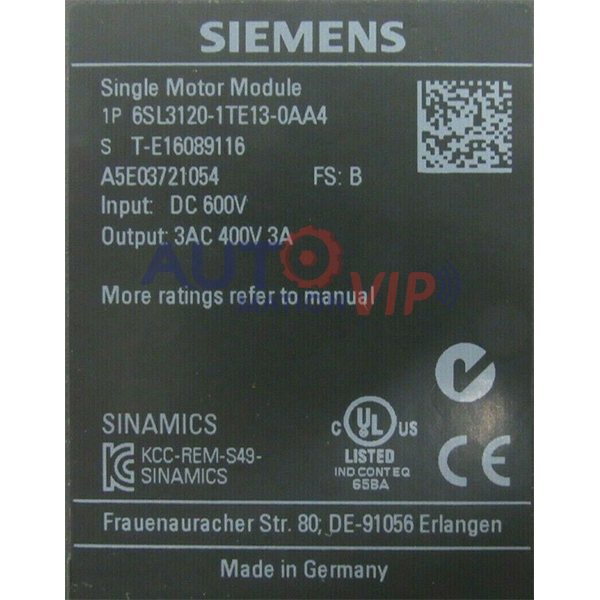 SIEMENS
Single Motor Module
1P 6SL3120-1TE13-0AA4
S T-E16089116
A5E03721054 FS: B
Input: DC 600V
Output: 3AC 400V 3A
AUTO VIP®
More ratings refer to manual
SINAMICS
KCC-REM-S49-
SINAMICS
C UL US
LISTED
IND CONT EQ
65BA
CE
Frauenauracher Str. 80; DE-91056 Erlangen
Made in Germany